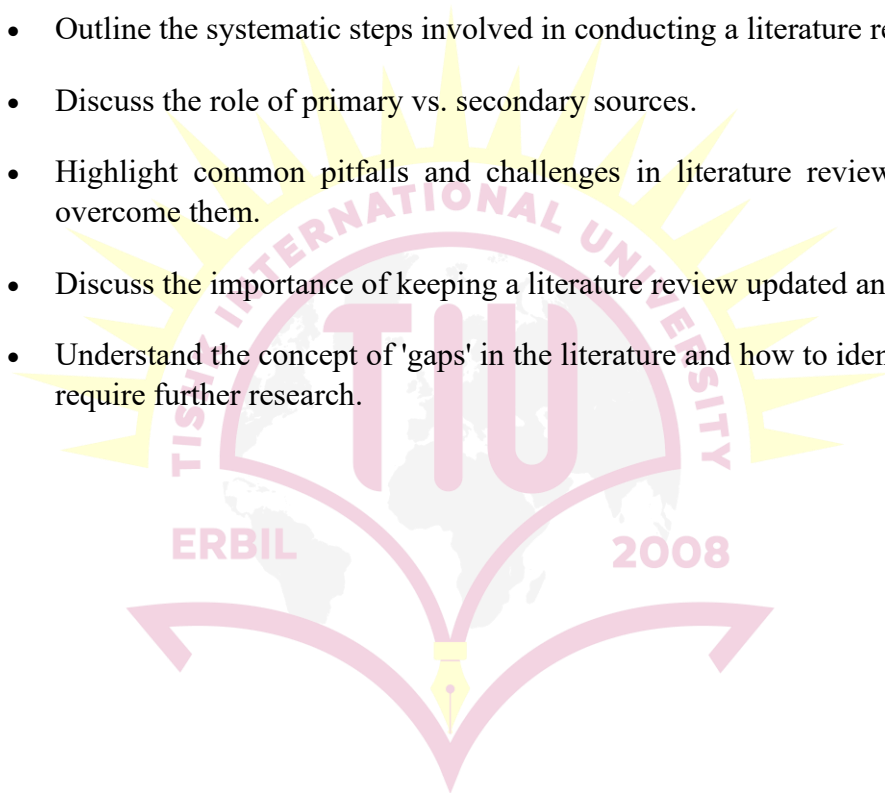 • Outline the systematic steps involved in conducting a literature re
• Discuss the role of primary vs. secondary sources.
• Highlight common pitfalls and challenges in literature review
overcome them.
• Discuss the importance of keeping a literature review updated an
• Understand the concept of 'gaps' in the literature and how to iden
require further research.
TISHK INTERNATIONAL UNIVERSITY
TIU
ERBIL 2008